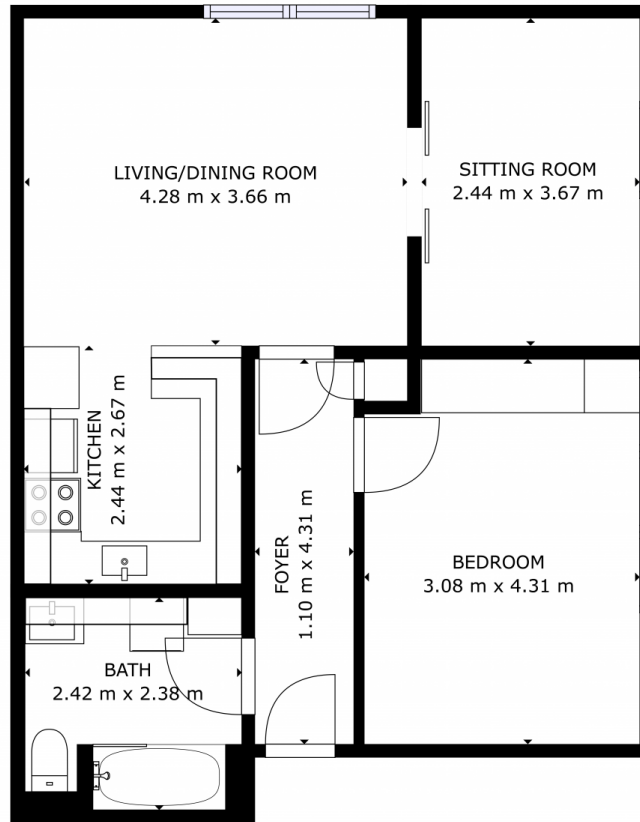 LIVING/DINING ROOM
4.28 m x 3.66 m
SITTING ROOM
2.44 m x 3.67 m
KITCHEN
2.44 m x 2.67 m
FOYER
1.10 m x 4.31 m
BEDROOM
3.08 m x 4.31 m
BATH
2.42 m x 2.38 m